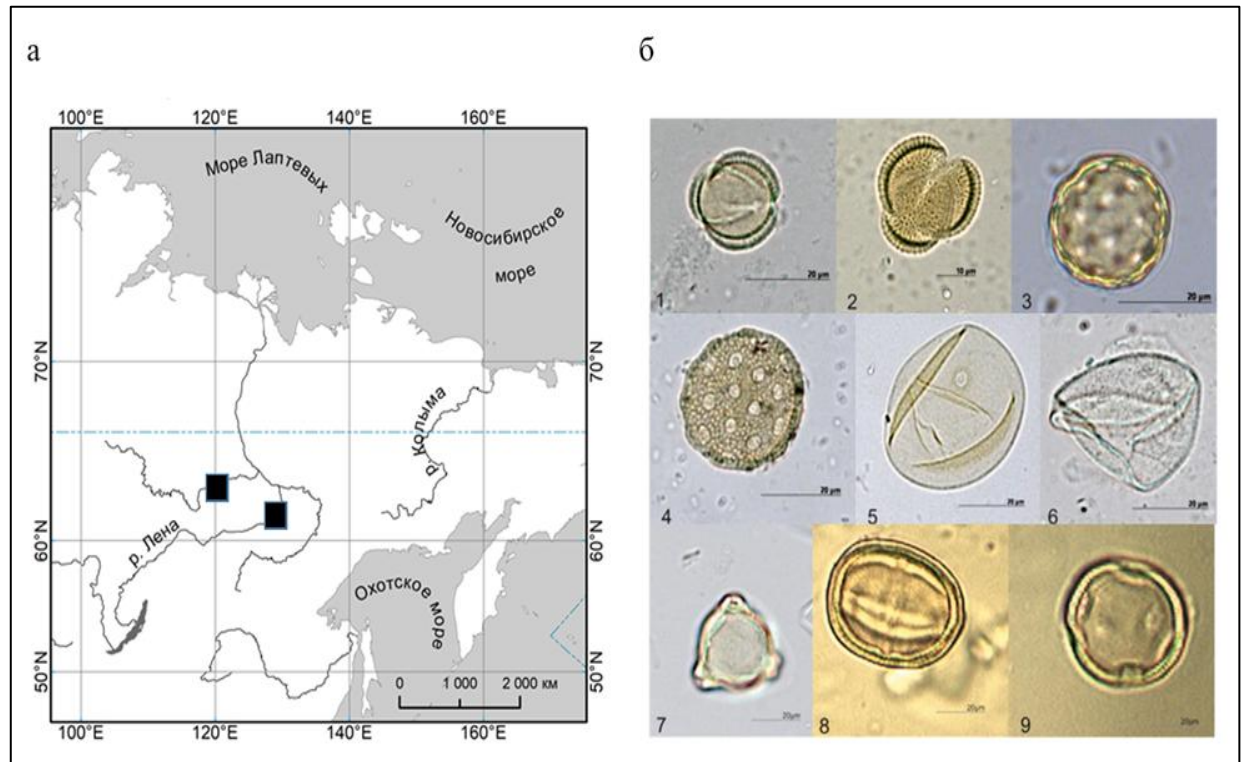 а
б
100°E 120°E 140°E 160°E
Море Лаптевых
Новосибирское
море
70°N
70°N
р. Колыма
р. Лена
60°N
60°N
Охотское море
50°N
50°N
0 1 000 2 000 км
100°E 120°E 140°E 160°E
1
20 µm
2
10 µm
3
20 µm
4
20 µm
5
20 µm
6
20 µm
7
20µm
8
20µm
9
20µm